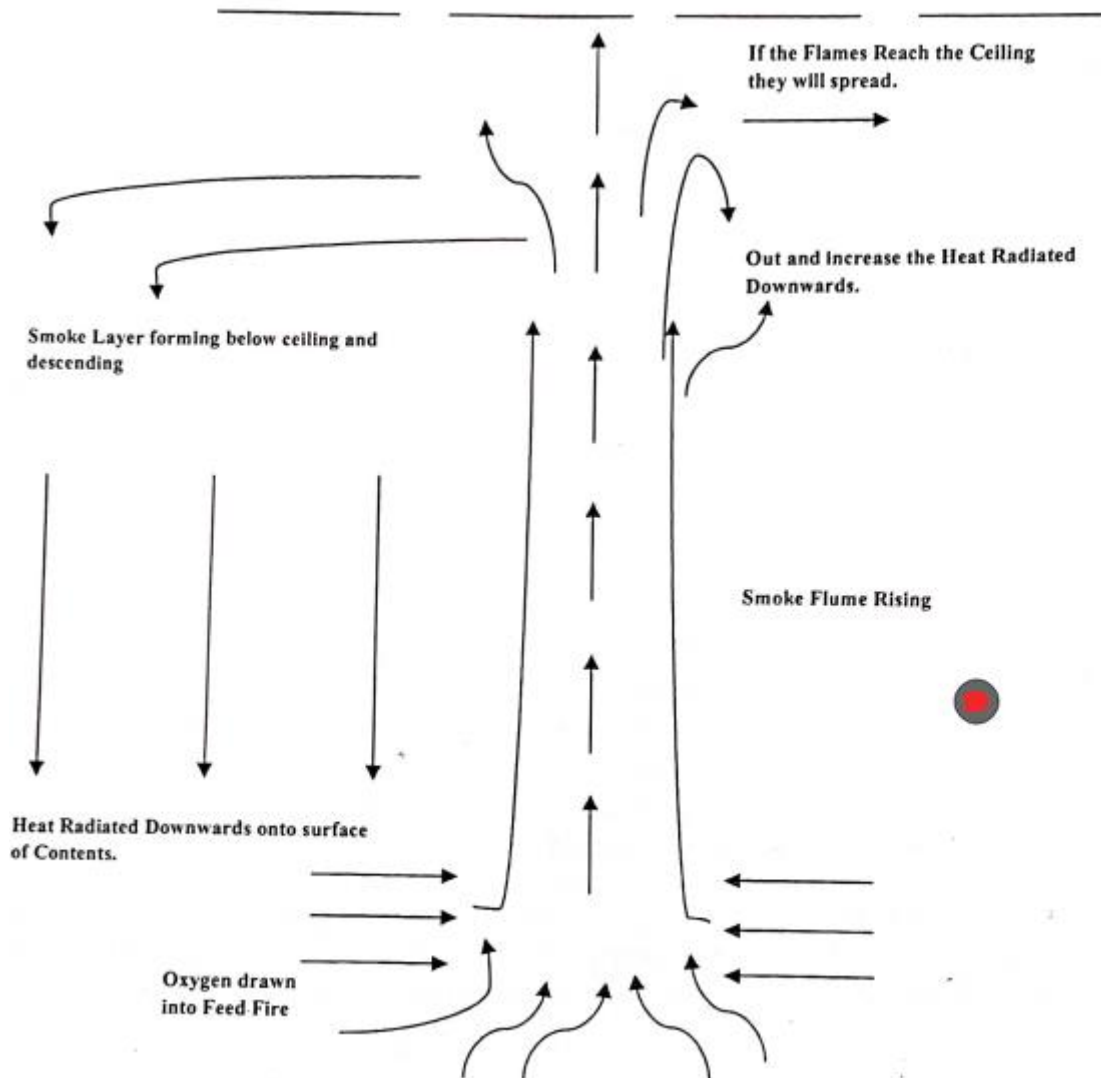 If the Flames Reach the Ceiling
they will spread.
Out and increase the Heat Radiated
Downwards.
Smoke Layer forming below ceiling and
descending
Smoke Flume Rising
Heat Radiated Downwards onto surface
of Contents.
Oxygen drawn
into Feed Fire